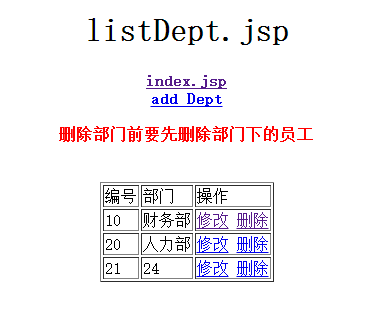 listDept.jsp
index.jsp
add Dept
删除部门前要先删除部门下的员工
编号 部门 操作
10 财务部 修改 删除
20 人力部 修改 删除
21 24 修改 删除